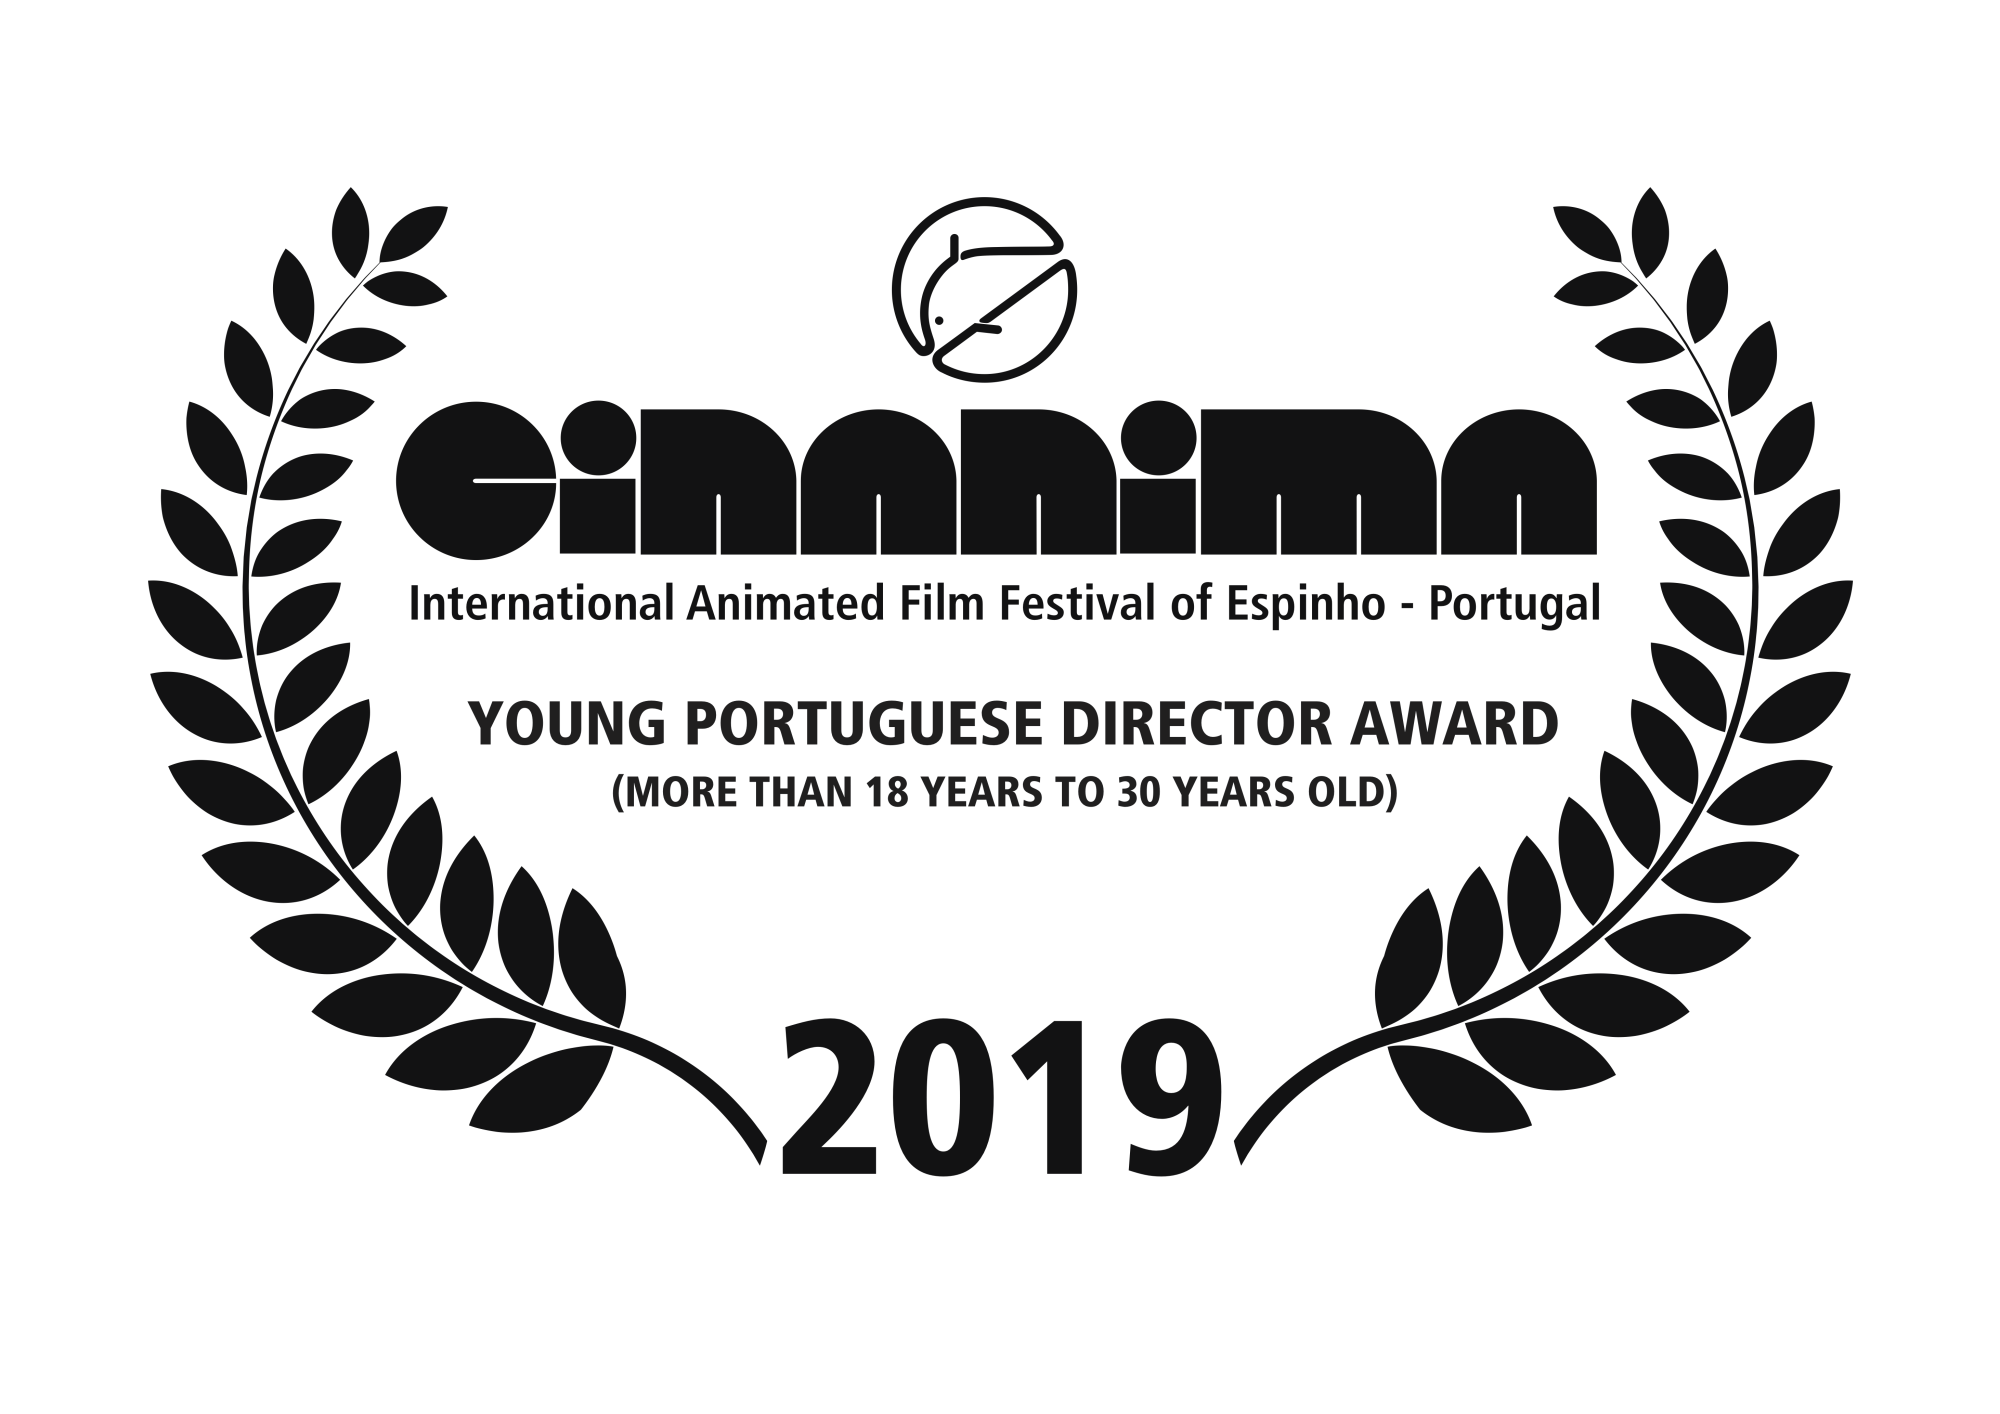 cinanima
International Animated Film Festival of Espinho - Portugal
YOUNG PORTUGUESE DIRECTOR AWARD
(MORE THAN 18 YEARS TO 30 YEARS OLD)
2019